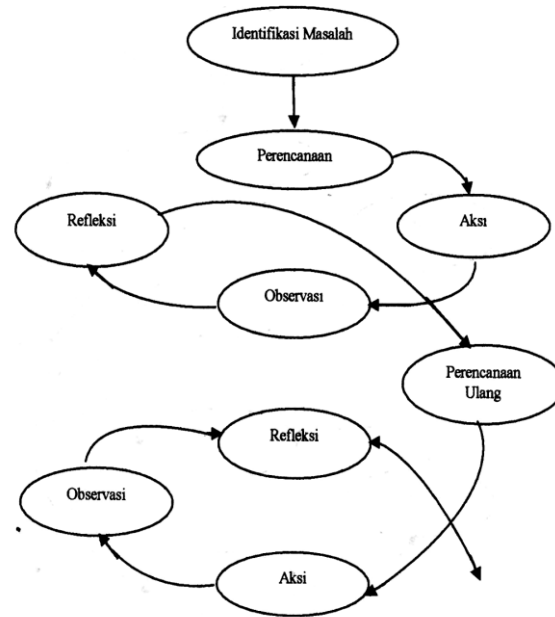 Identifikasi Masalah
Perencanaan
Aksi
Refleksi
Observasi
Perencanaan
Ulang
Refleksi
Observasi
Aksi